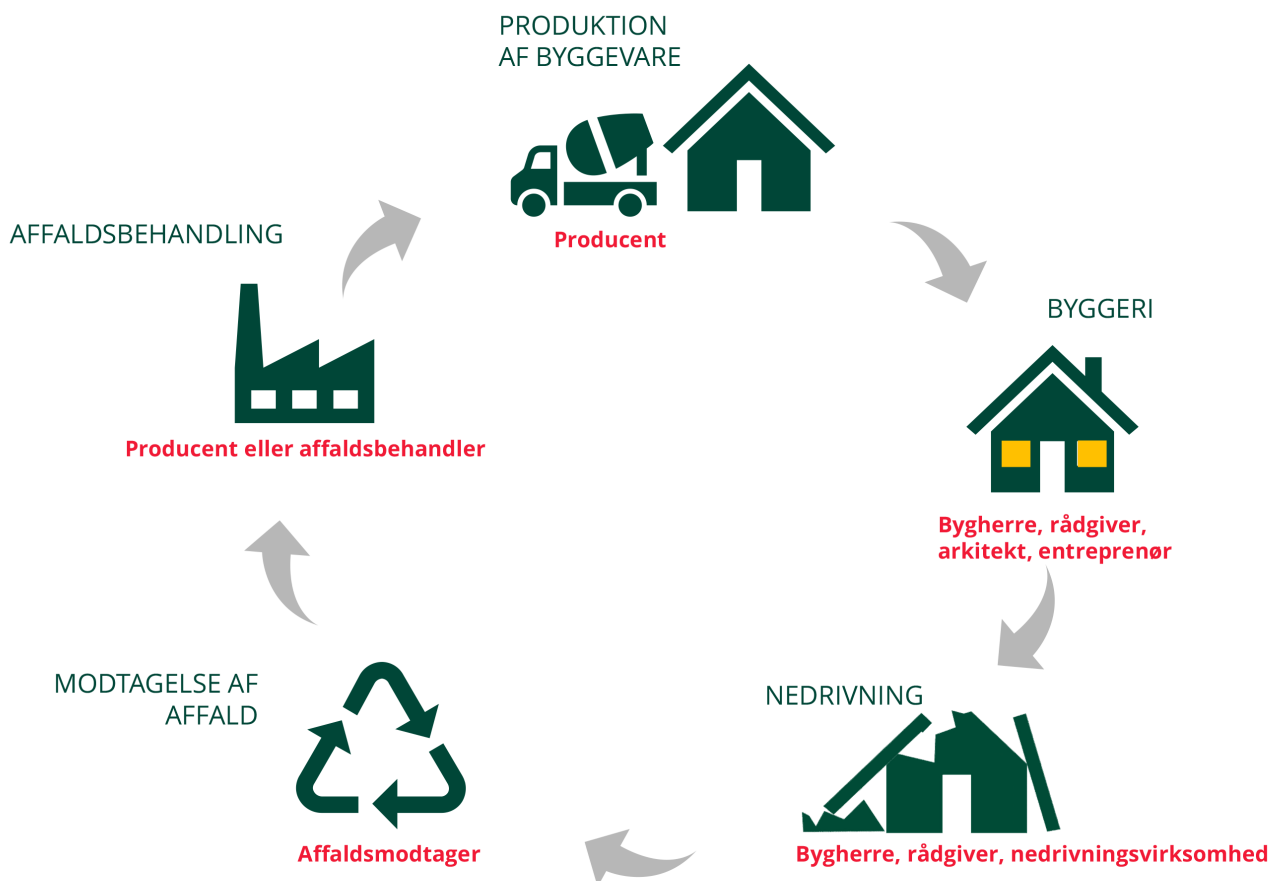 PRODUKTION
AF BYGGEVARE
Producent
AFFALDSBEHANDLING
Producent eller affaldsbehandler
BYGGERI
Bygherre, rådgiver,
arkitekt, entreprenør
MODTAGELSE AF
AFFALD
Affaldsmodtager
NEDRIVNING
Bygherre, rådgiver, nedrivningsvirksomhed